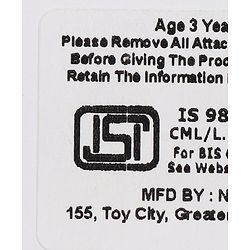 Age 3 Yea
Please Remove All Attac
Before Giving The Prod
Retain The Information
ISI
IS 98
CML/L.
For BIS
See Webs
MFD BY : N
155, Toy City, Greater